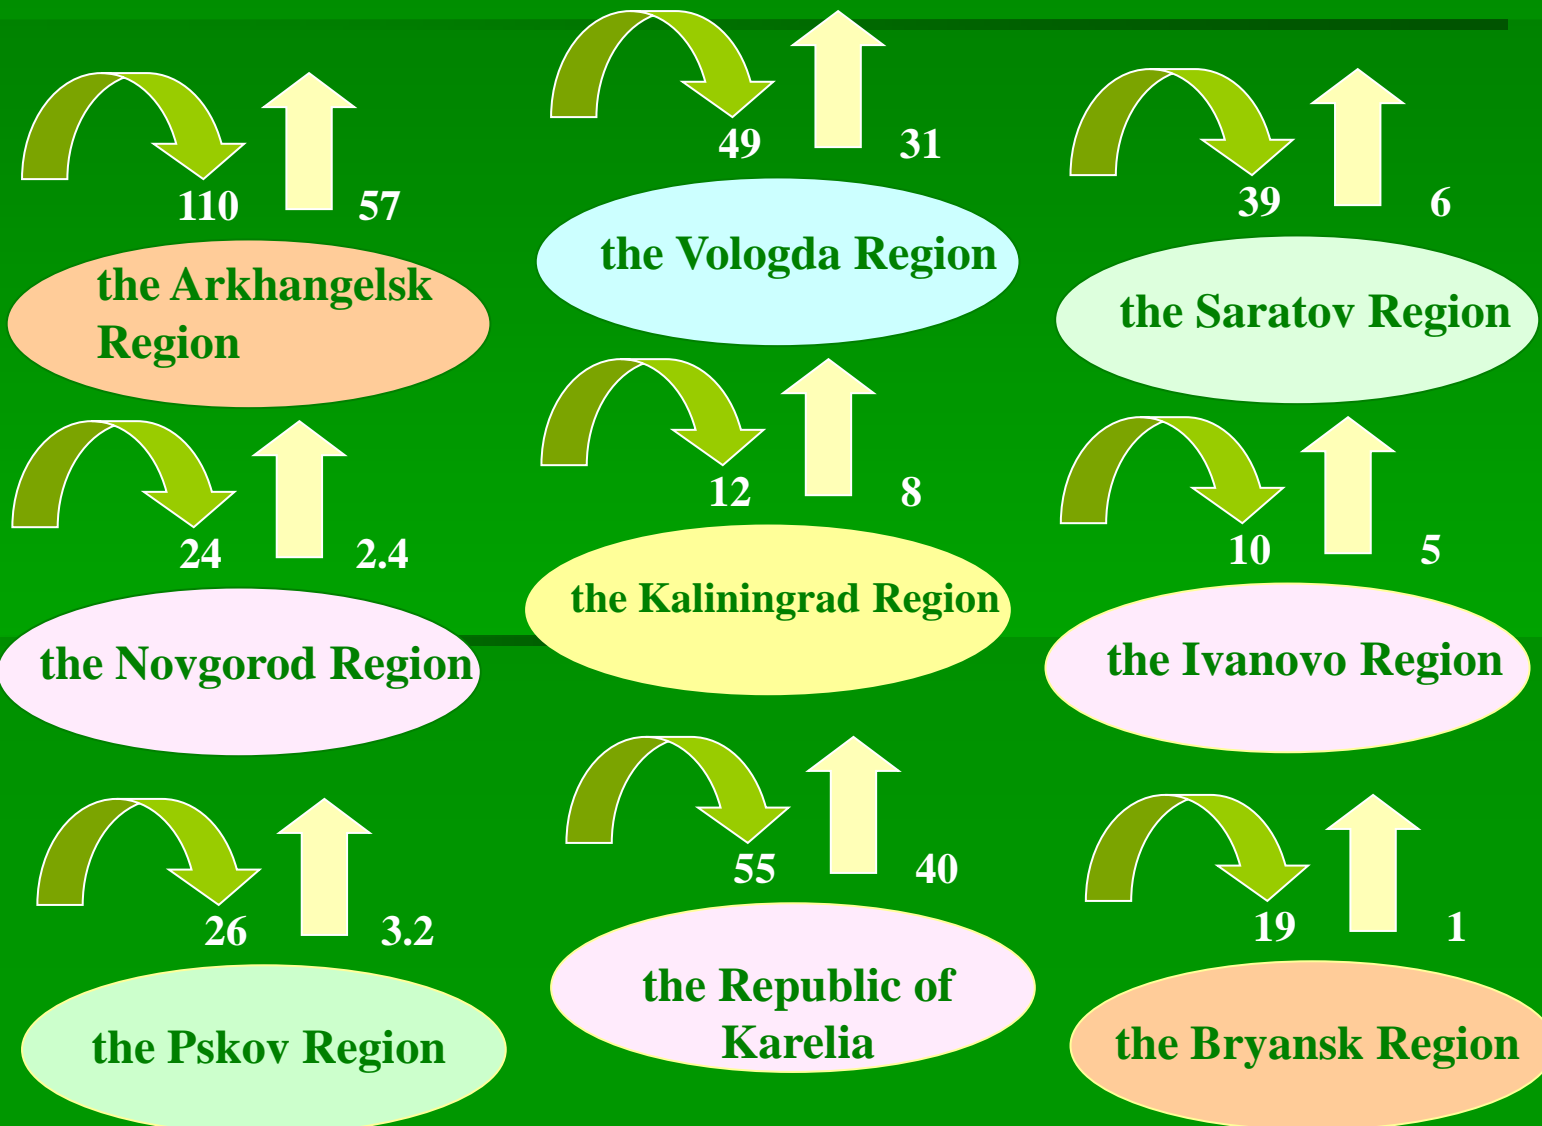 110 57
the Arkhangelsk
Region
49 31
the Vologda Region
39 6
the Saratov Region
24 2.4
the Novgorod Region
12 8
the Kaliningrad Region
10 5
the Ivanovo Region
26 3.2
the Pskov Region
55 40
the Republic of
Karelia
19 1
the Bryansk Region